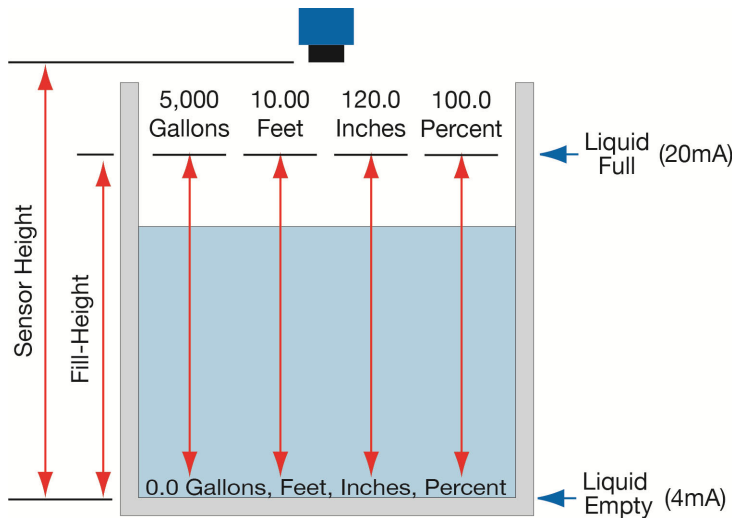 5,000
Gallons
10.00
Feet
120.0
Inches
100.0
Percent
Liquid
Full
(20mA)
Sensor Height
Fill-Height
0.0 Gallons, Feet, Inches, Percent
Liquid
Empty
(4mA)